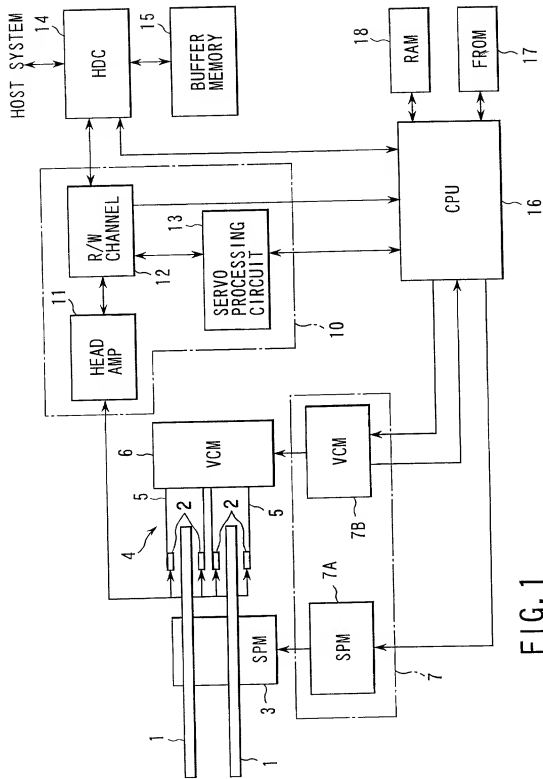 HOST SYSTEM
14
HDC
15
BUFFER
MEMORY
18
RAM
FROM
17
11
HEAD
AMP
R/W
CHANNEL
12
13
SERVO
PROCESSING
CIRCUIT
10
CPU
16
4
5
2
6
VCM
2
5
VCM
7B
1
SPM
3
1
7A
SPM
7
FIG.1